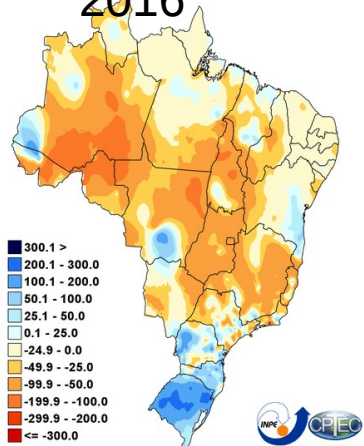 2016
300.1 >
200.1 - 300.0
100.1 - 200.0
50.1 - 100.0
25.1 - 50.0
0.1 - 25.0
-24.9 - 0.0
-49.9 - -25.0
-99.9 - -50.0
-199.9 - -100.0
-299.9 - -200.0
<= -300.0
INPE
CPTEC